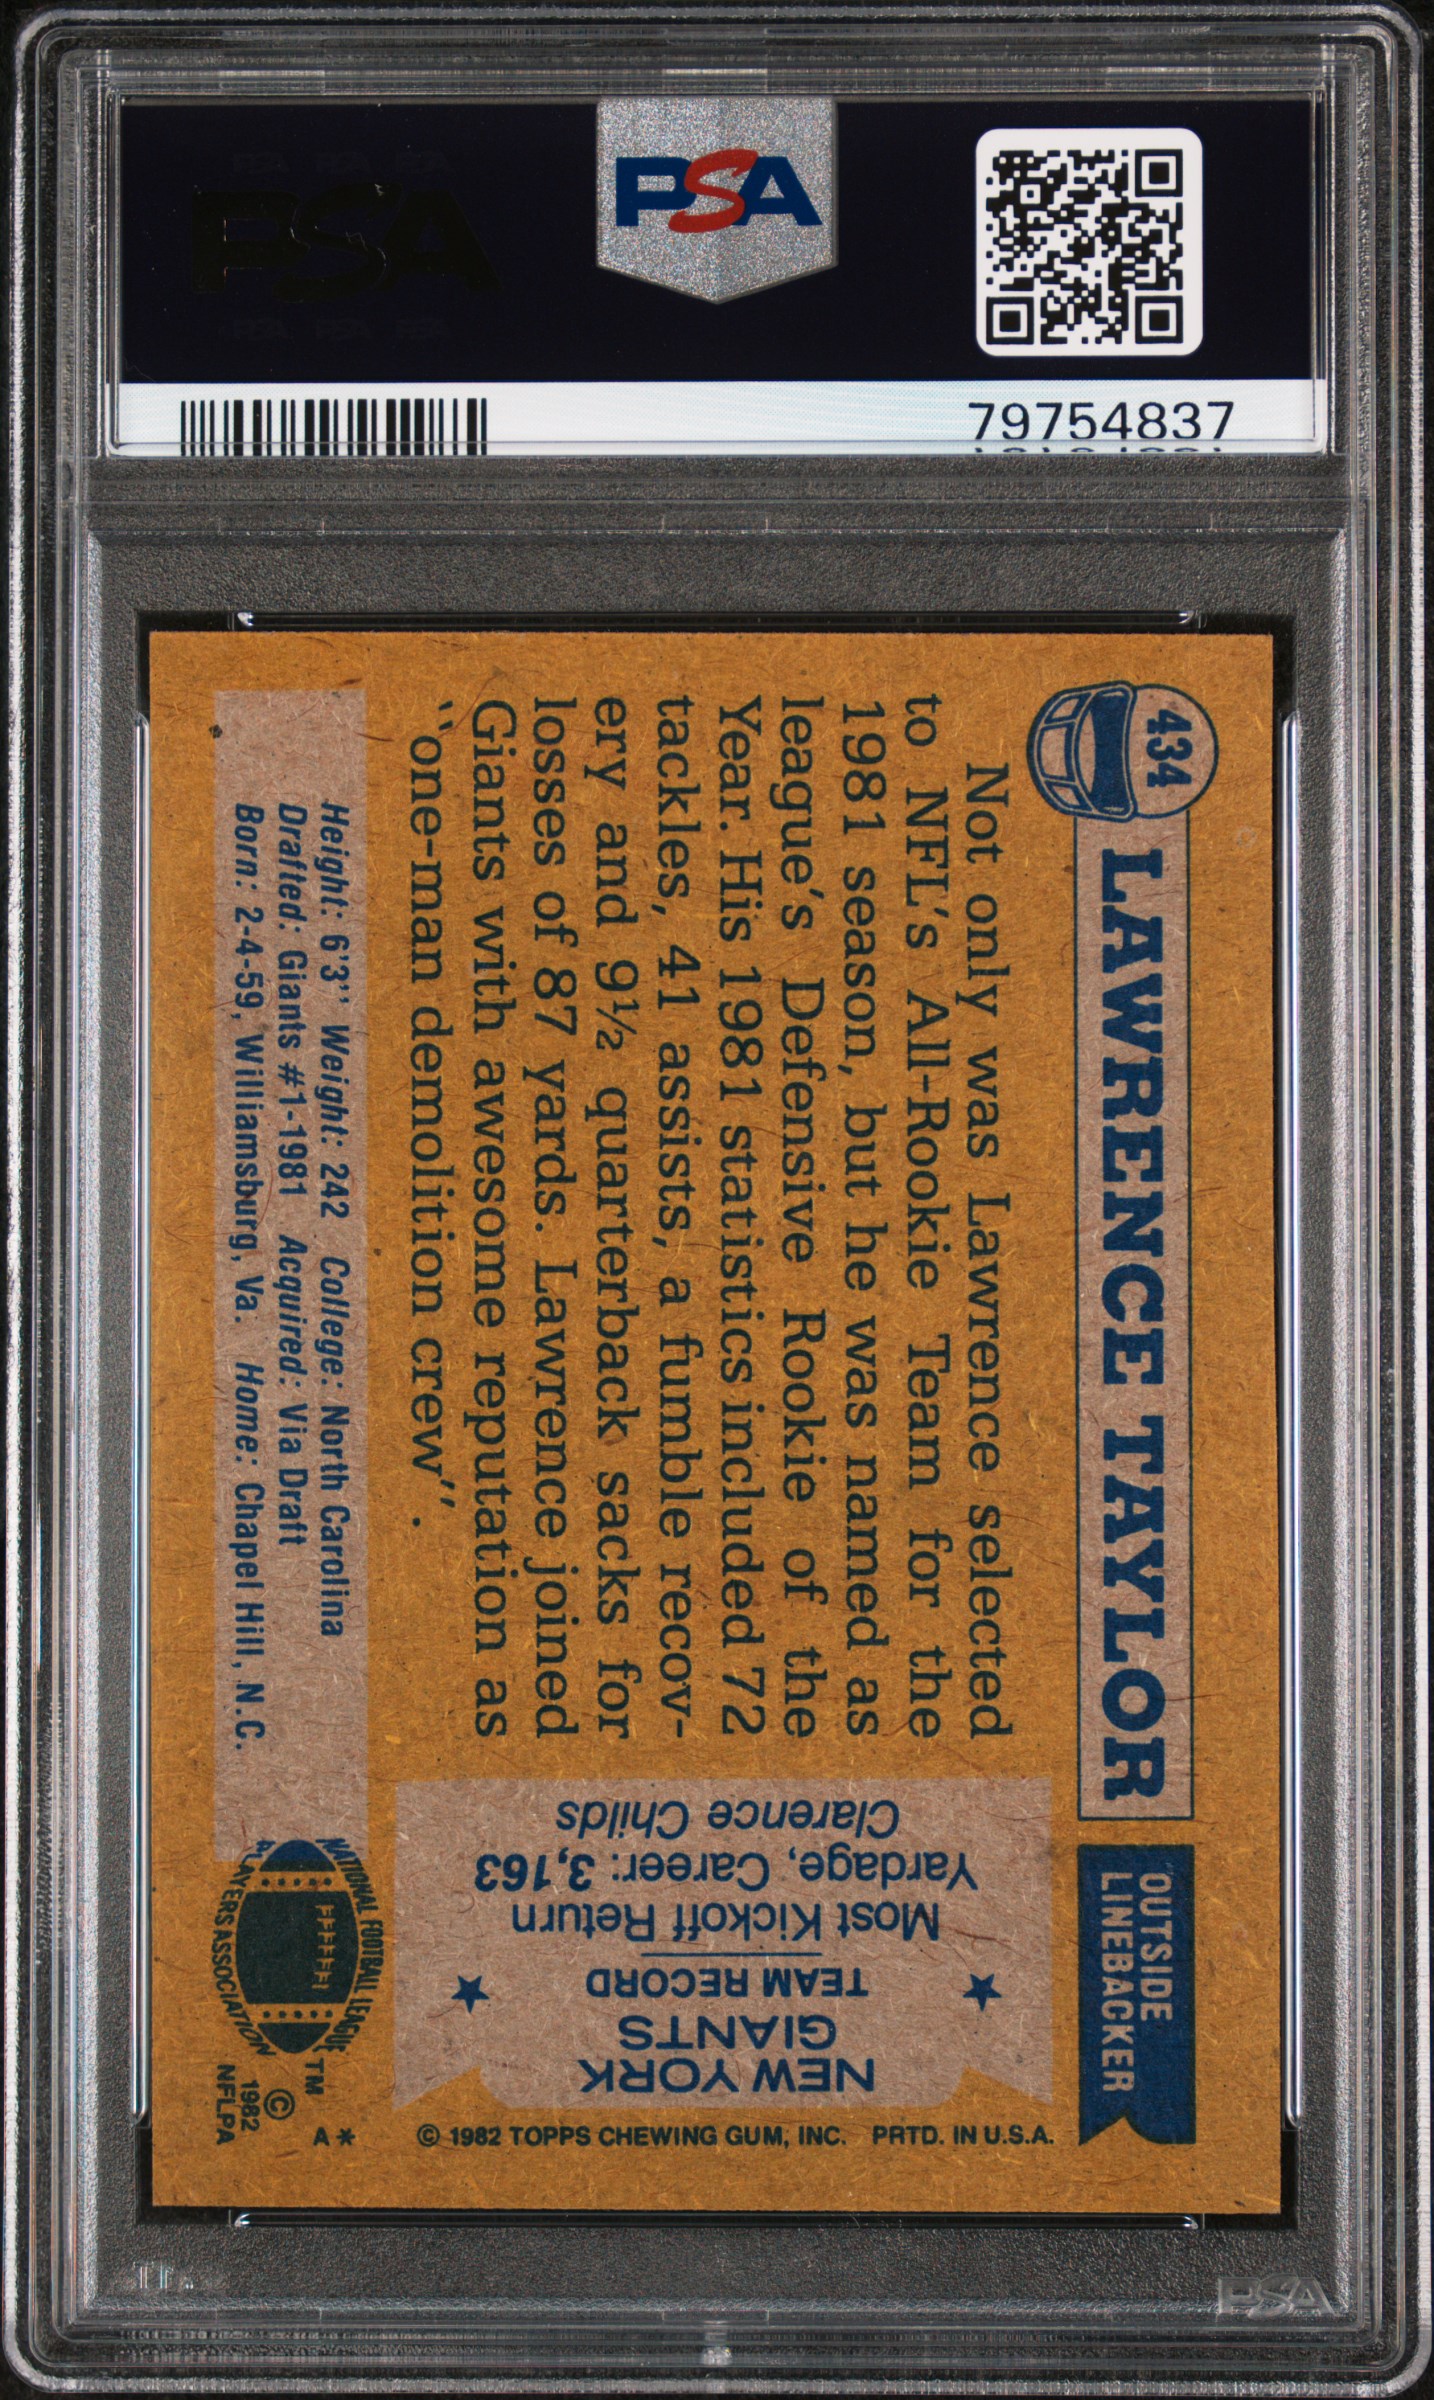 PSA
PSA
79754837
434
LAWRENCE TAYLOR
OUTSIDE
LINEBACKER
Not only was Lawrence selected
to NFL's All-Rookie Team for the
1981 season, but he was named as
league's Defensive Rookie of the
Year. His 1981 statistics included 72
tackles, 41 assists, a fumble recov-
ery and 9½ quarterback sacks for
losses of 87 yards. Lawrence joined
Giants with awesome reputation as
"one-man demolition crew".
Height: 6'3" Weight: 242 College: North Carolina
Drafted: Giants #1-1981 Acquired: Via Draft
Born: 2-4-59, Williamsburg, Va. Home: Chapel Hill, N.C.
NEW YORK
GIANTS
TEAM RECORD
Most Kickoff Return
Yardage, Career: 3,163
Clarence Childs
NATIONAL FOOTBALL LEAGUE
PLAYERS ASSOCIATION
TM
©
1982
NFLPA
A*
© 1982 TOPPS CHEWING GUM, INC. PRTD. IN U.S.A.
PSA